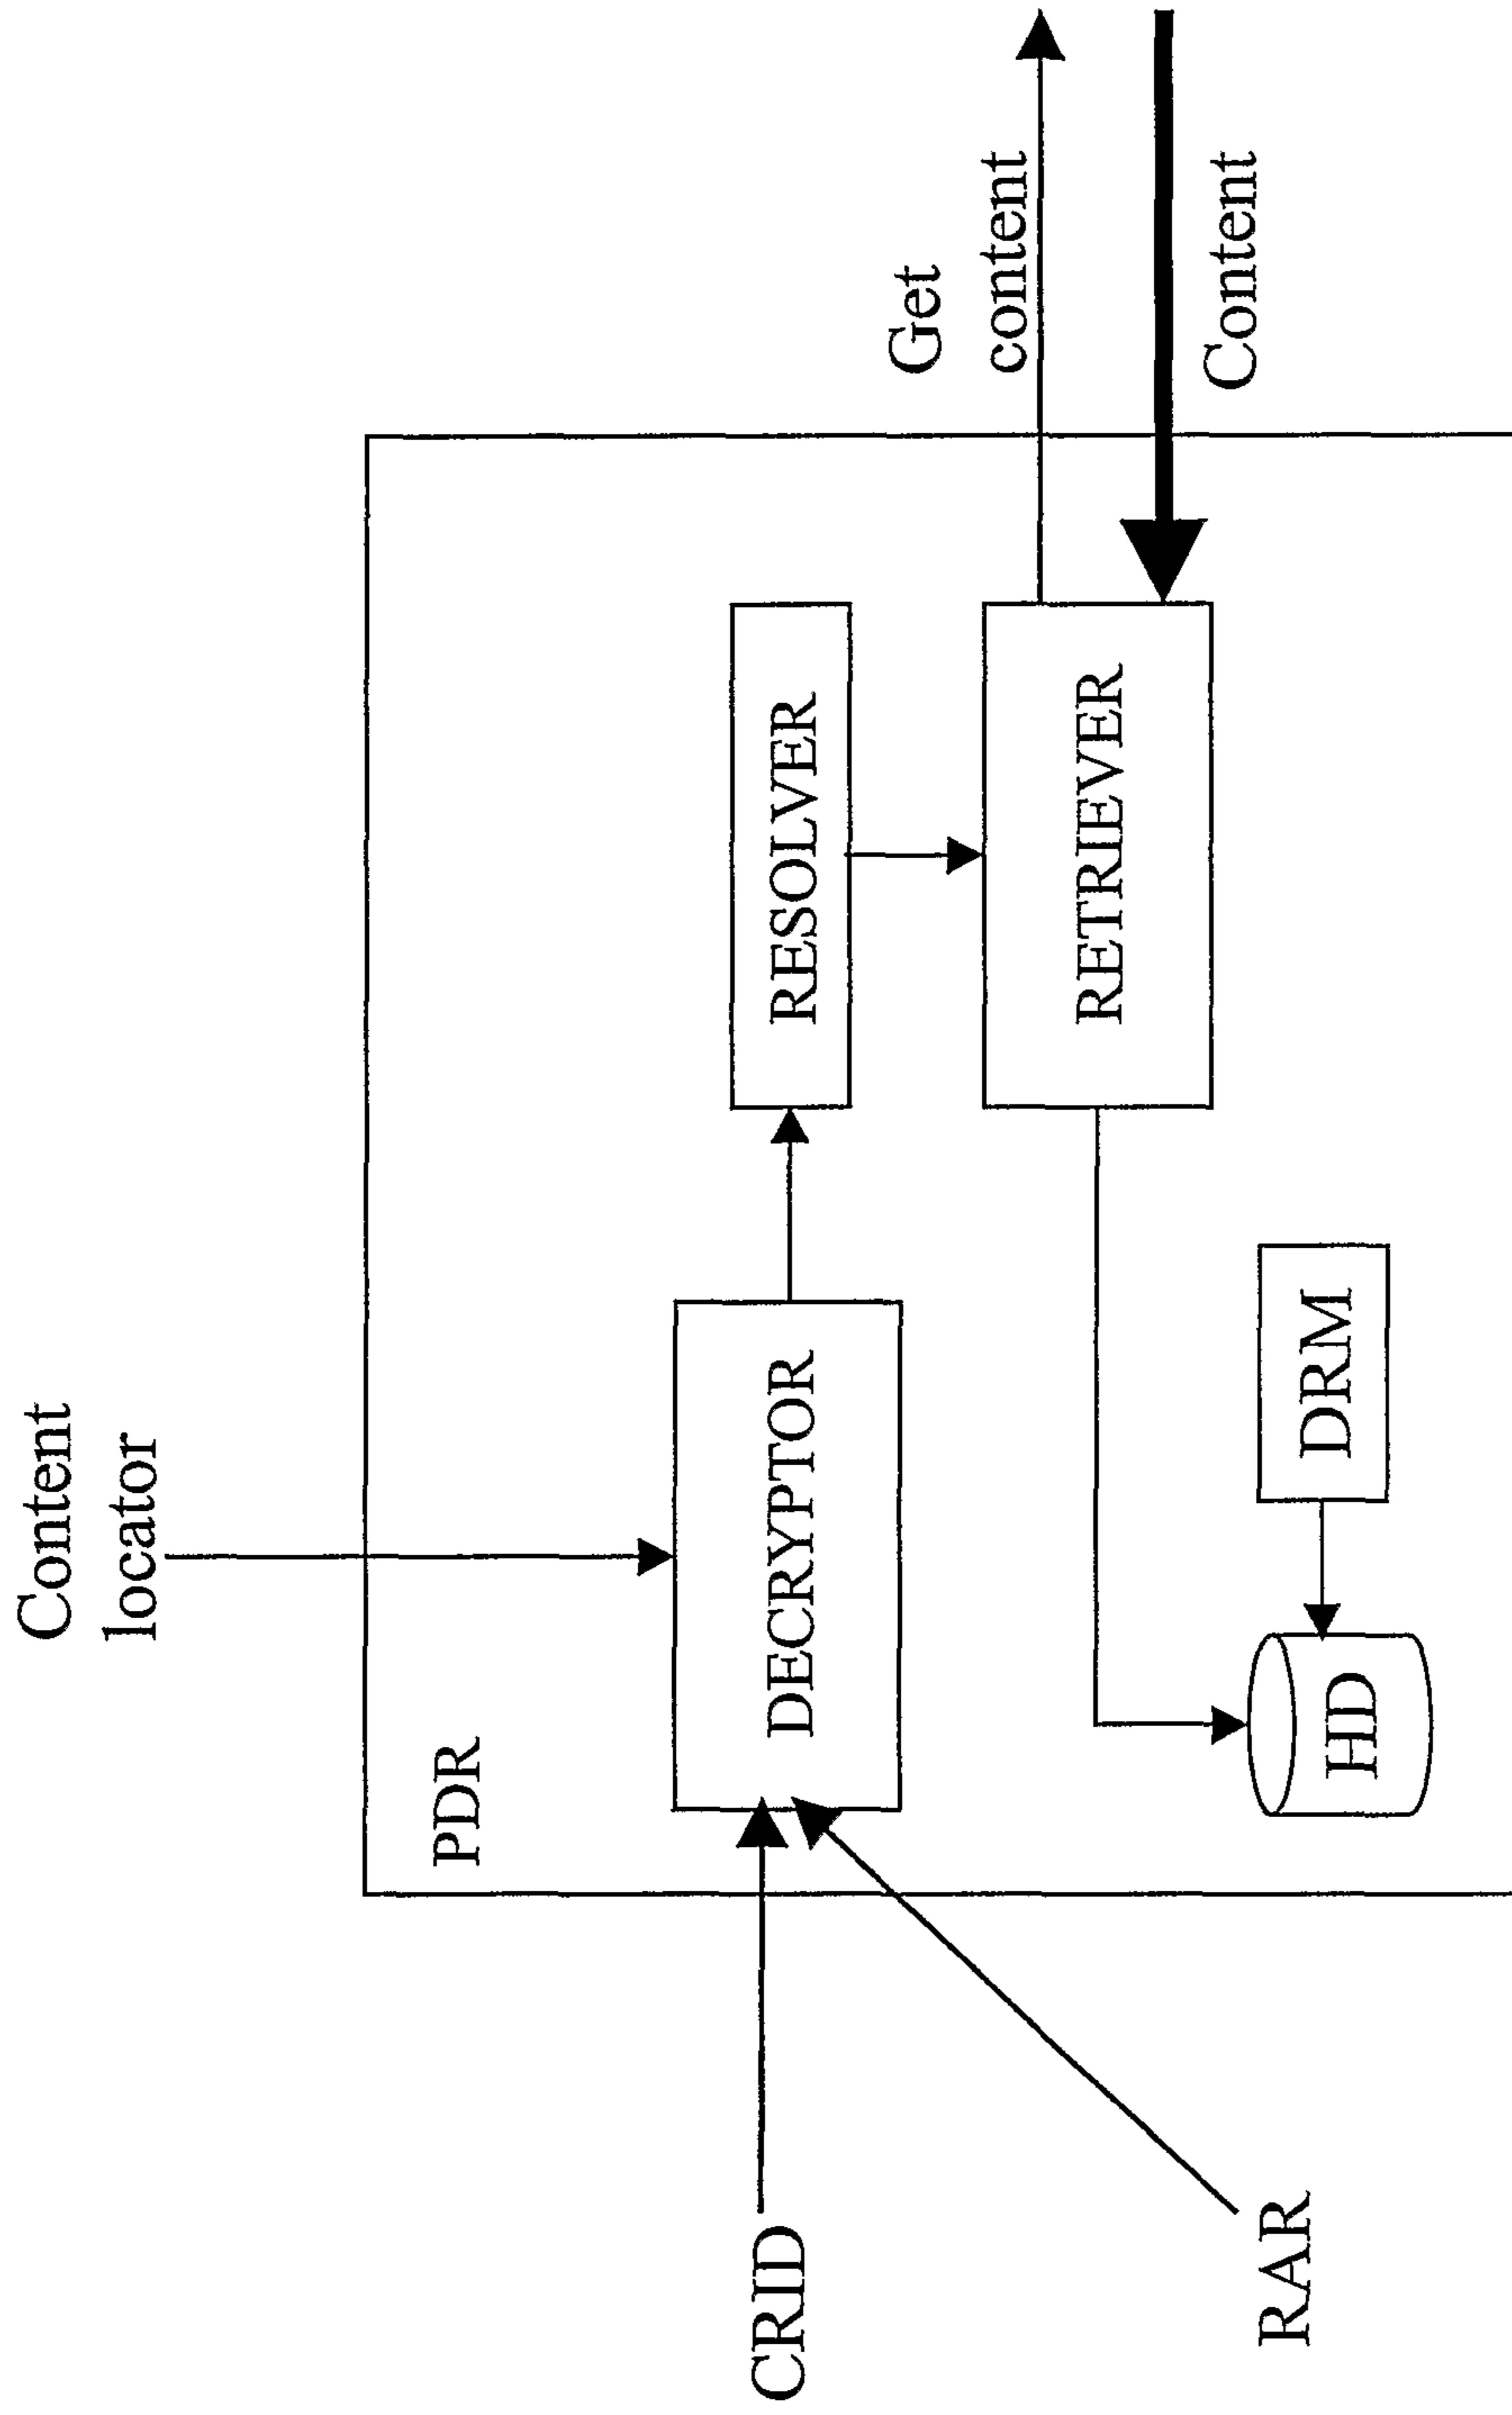 Content
locator
PDR
CRID
RAR
DECRYPTOR
RESOLVER
RETRIEVER
DRM
HD
Get
content
Content